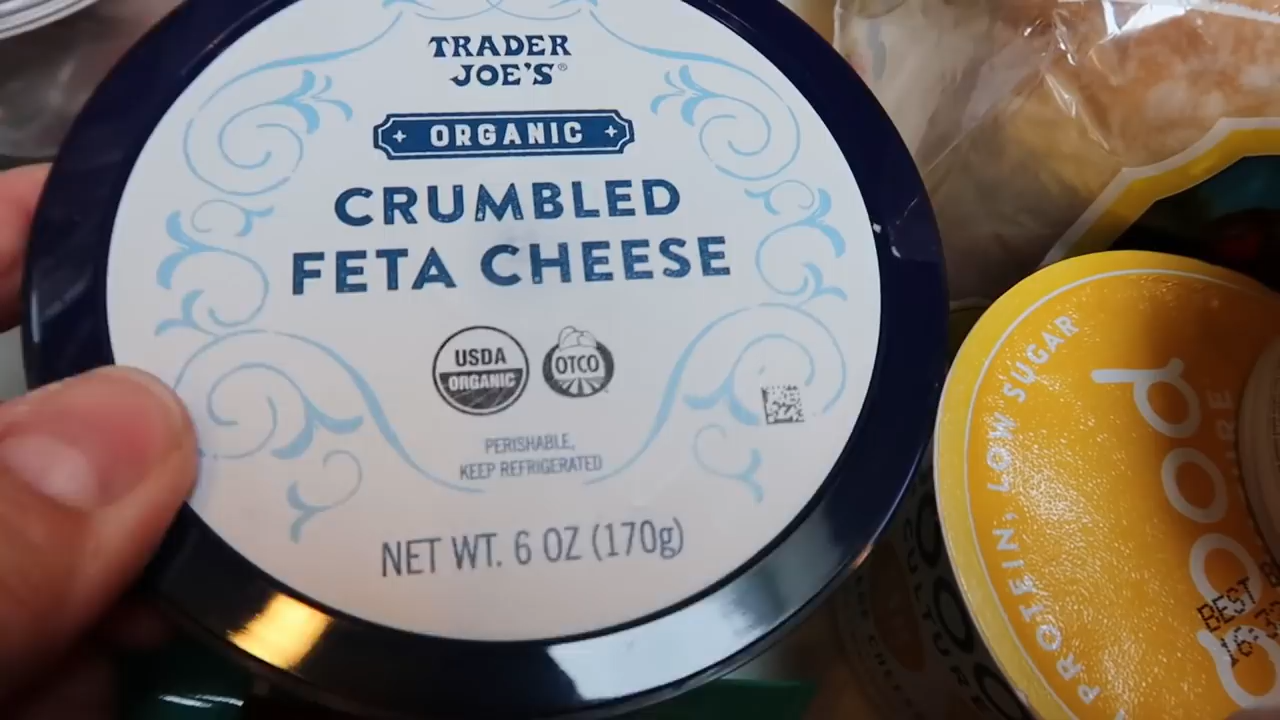 TRADER
JOE'S®
ORGANIC
CRUMBLED
FETA CHEESE
USDA
ORGANIC
OTCO
PERISHABLE,
KEEP REFRIGERATED
NET WT. 6 OZ (170g)
PROTEIN, LOW SUGAR
good
BEST
CULTURE